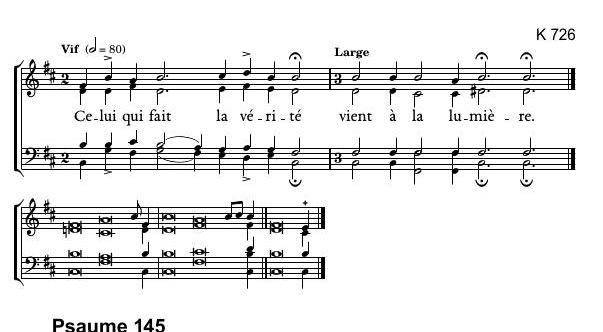 K 726
Vif (𝅗𝅥 = 80)
Large
Ce-lui qui fait la vé-ri-té vient à la lu-miè-re.
Psaume 145